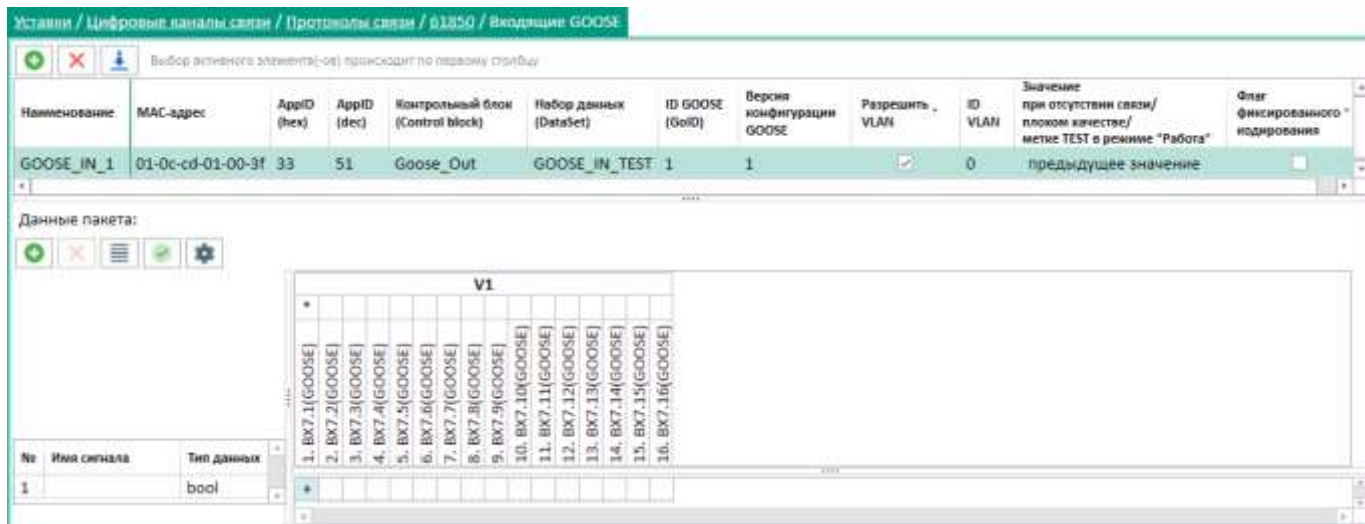 Уставки / Цифровые каналы связи / Протоколы связи / 61850 / Входящие GOOSE
Выбор активного элемента(-ов) происходит по первому столбцу
Наименование
MAC-адрес
AppID (hex)
AppID (dec)
Контрольный блок (Control block)
Набор данных (DataSet)
ID GOOSE (GoID)
Версия конфигурации GOOSE
Разрешить VLAN
ID VLAN
Значение при отсутствии связи/ плохом качестве/ метке TEST в режиме "Работа"
Флаг фиксированного кодирования
GOOSE_IN_1 01-0c-cd-01-00-3f 33 51 Goose_Out GOOSE_IN_TEST 1 1 0 предыдущее значение
Данные пакета:
V1
*
1. ВХ7.1(GOOSE)
2. ВХ7.2(GOOSE)
3. ВХ7.3(GOOSE)
4. ВХ7.4(GOOSE)
5. ВХ7.5(GOOSE)
6. ВХ7.6(GOOSE)
7. ВХ7.7(GOOSE)
8. ВХ7.8(GOOSE)
9. ВХ7.9(GOOSE)
10. ВХ7.10(GOOSE)
11. ВХ7.11(GOOSE)
12. ВХ7.12(GOOSE)
13. ВХ7.13(GOOSE)
14. ВХ7.14(GOOSE)
15. ВХ7.15(GOOSE)
16. ВХ7.16(GOOSE)
№ Имя сигнала Тип данных
1 bool +